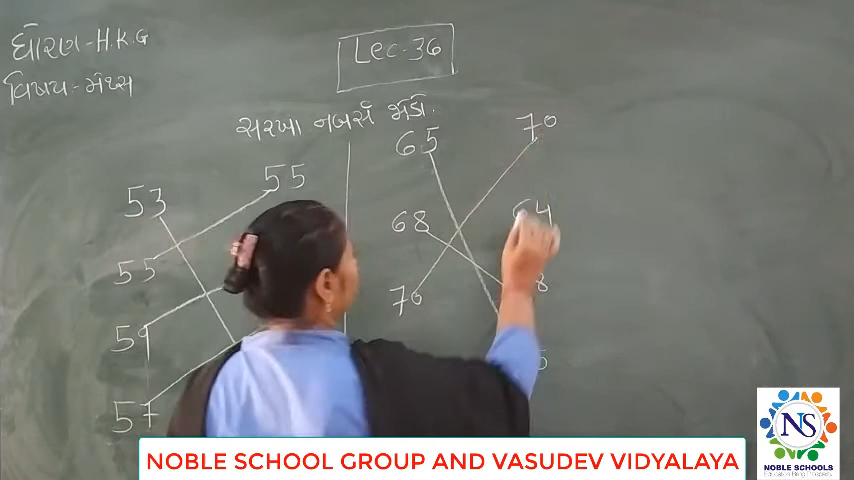 ધોરણ-H.K.G
વિષય-મેથ્સ
Lec-36
સરખા નંબર જોડો.
53 55
55
59
57
65 70
68 64
70 8
5
NOBLE SCHOOL GROUP AND VASUDEV VIDYALAYA
NS
NOBLE SCHOOLS